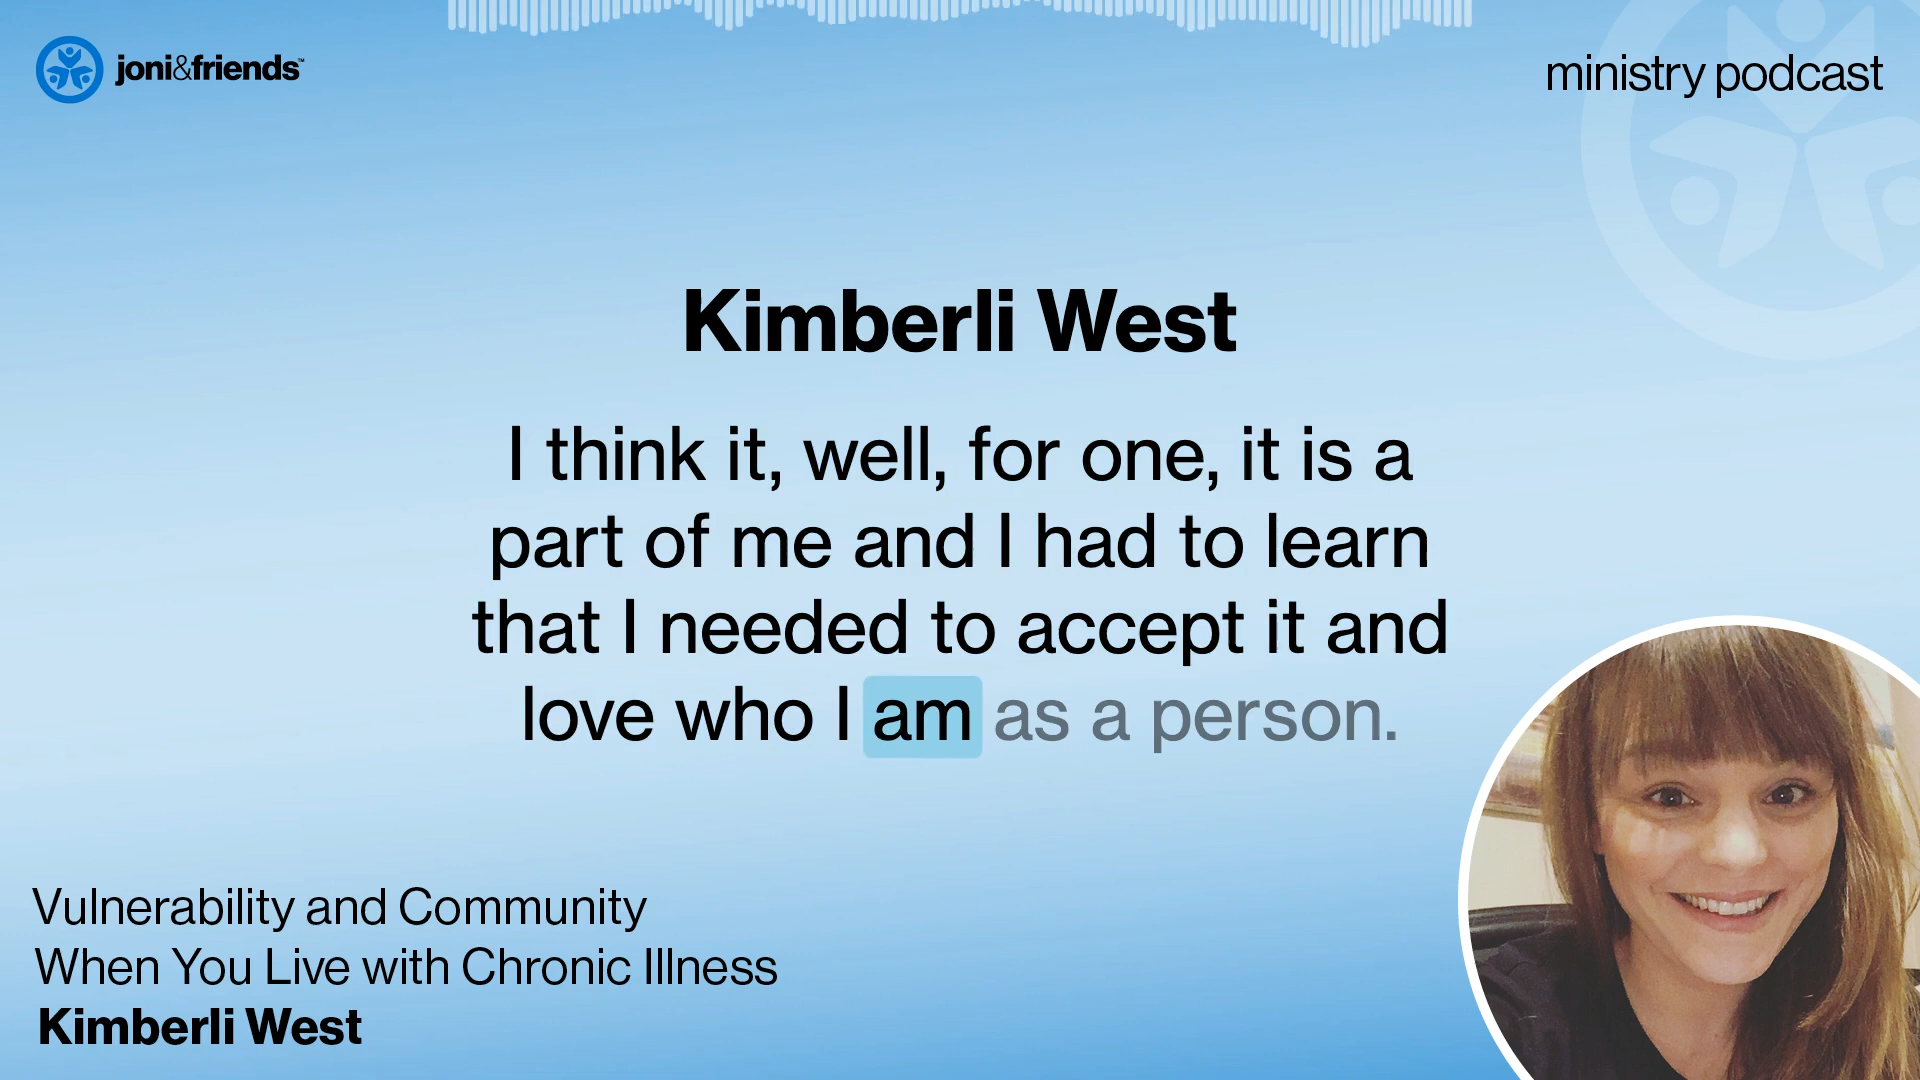 joni&friends™
ministry podcast
Kimberli West
I think it, well, for one, it is a
part of me and I had to learn
that I needed to accept it and
love who I am as a person.
Vulnerability and Community
When You Live with Chronic Illness
Kimberli West